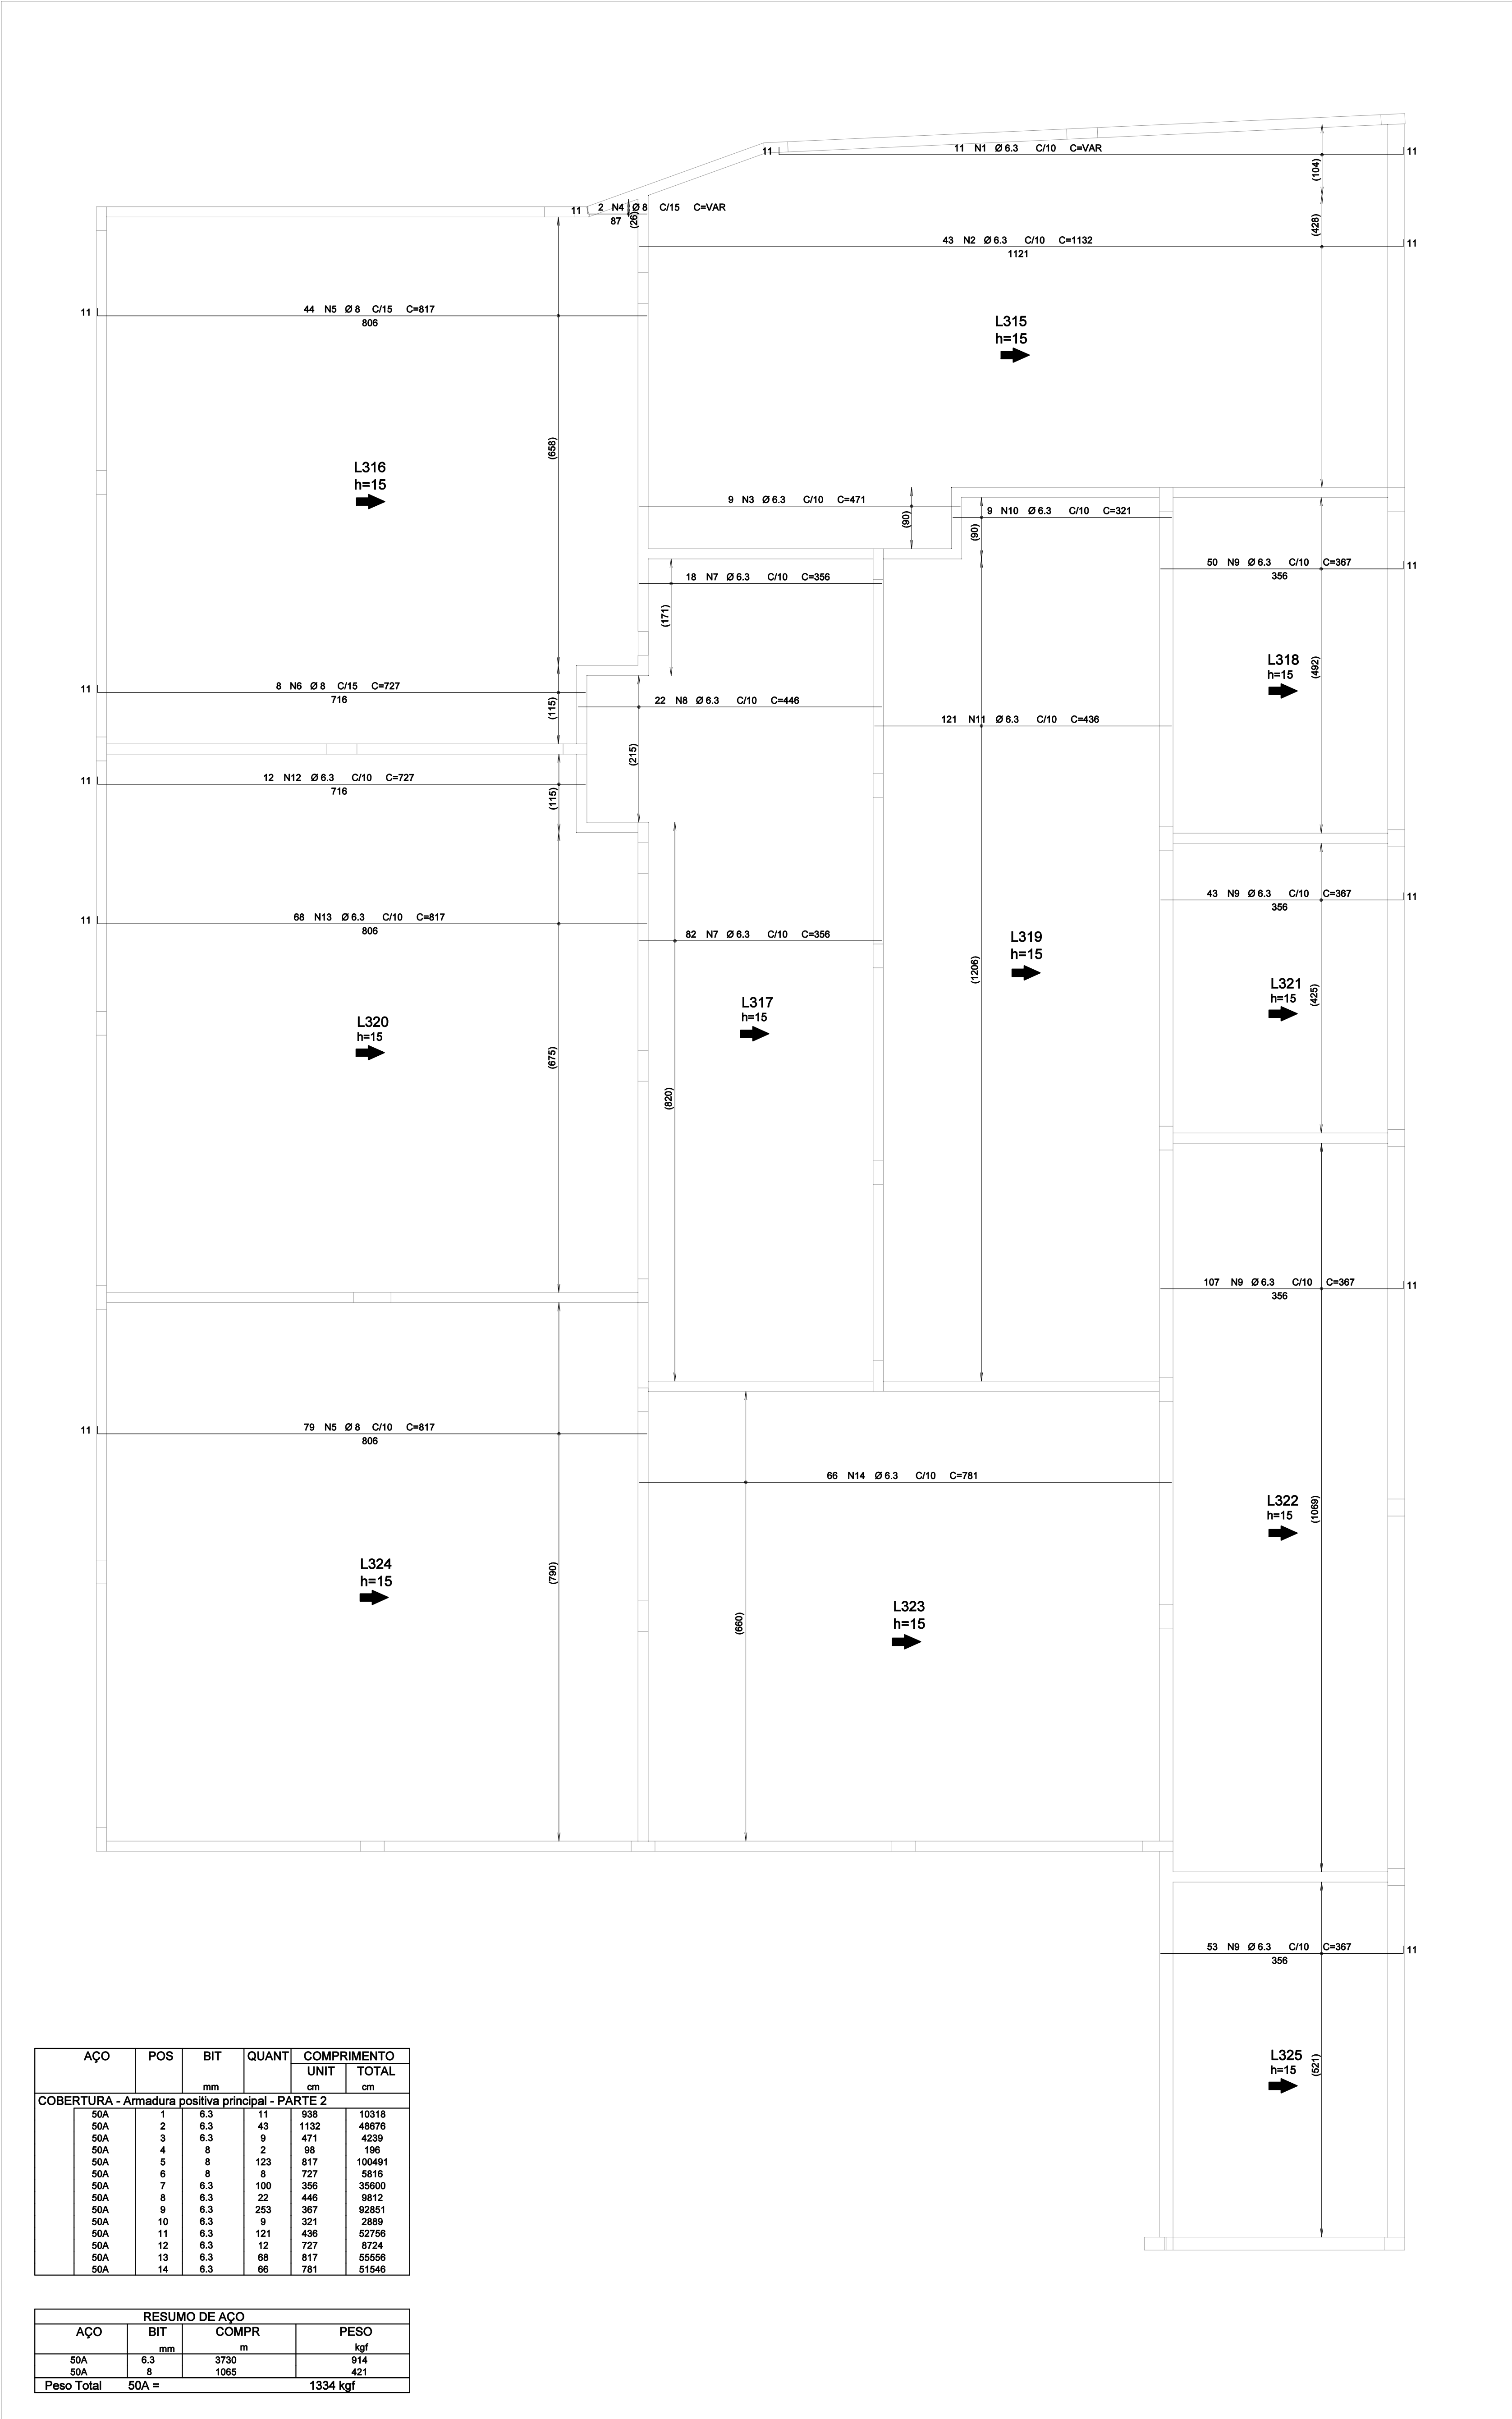 11 11 N1 Ø 6.3 C/10 C=VAR 11
(104)
11 2 N4 Ø 8 C/15 C=VAR
87
(26)
(428)
43 N2 Ø 6.3 C/10 C=1132 11
1121
11 44 N5 Ø 8 C/15 C=817
806
L315
h=15
(658)
L316
h=15
9 N3 Ø 6.3 C/10 C=471
(90)
9 N10 Ø 6.3 C/10 C=321
(90)
50 N9 Ø 6.3 C/10 C=367 11
356
18 N7 Ø 6.3 C/10 C=356
(171)
L318
h=15
(492)
11 8 N6 Ø 8 C/15 C=727
716
(115)
22 N8 Ø 6.3 C/10 C=446
121 N11 Ø 6.3 C/10 C=436
(215)
11 12 N12 Ø 6.3 C/10 C=727
716
(115)
43 N9 Ø 6.3 C/10 C=367 11
356
11 68 N13 Ø 6.3 C/10 C=817
806
82 N7 Ø 6.3 C/10 C=356
L319
h=15
(1206)
L321
h=15
(425)
L317
h=15
L320
h=15
(675)
(820)
107 N9 Ø 6.3 C/10 C=367 11
356
11 79 N5 Ø 8 C/10 C=817
806
66 N14 Ø 6.3 C/10 C=781
L322
h=15
(1069)
L324
h=15
(790)
L323
h=15
(660)
53 N9 Ø 6.3 C/10 C=367 11
356
L325
h=15
(521)
AÇO POS BIT QUANT COMPRIMENTO
UNIT TOTAL
mm cm cm
COBERTURA - Armadura positiva principal - PARTE 2
50A 1 6.3 11 938 10318
50A 2 6.3 43 1132 48676
50A 3 6.3 9 471 4239
50A 4 8 2 98 196
50A 5 8 123 817 100491
50A 6 8 8 727 5816
50A 7 6.3 100 356 35600
50A 8 6.3 22 446 9812
50A 9 6.3 253 367 92851
50A 10 6.3 9 321 2889
50A 11 6.3 121 436 52756
50A 12 6.3 12 727 8724
50A 13 6.3 68 817 55556
50A 14 6.3 66 781 51546
RESUMO DE AÇO
AÇO BIT COMPR PESO
mm m kgf
50A 6.3 3730 914
50A 8 1065 421
Peso Total 50A = 1334 kgf